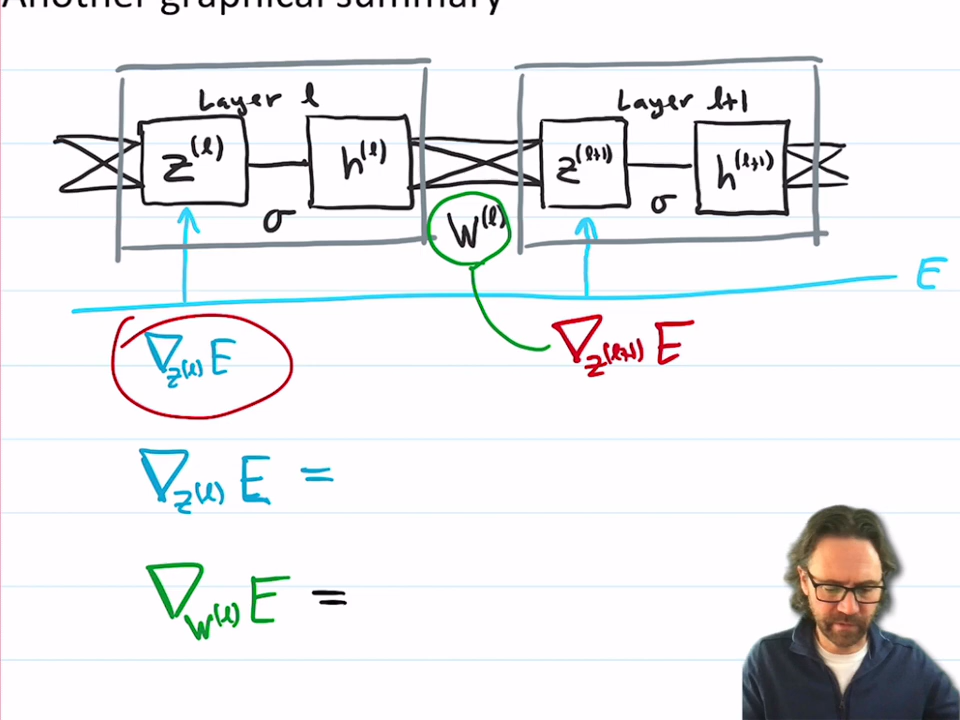 Another graphical summary
Layer l
Layer l+1
z^(l)
h^(l)
z^(l+1)
h^(l+1)
σ
W^(l)
σ
E
∇_z^(l) E
∇_z^(l+1) E
∇_z^(l) E =
∇_W^(l) E =